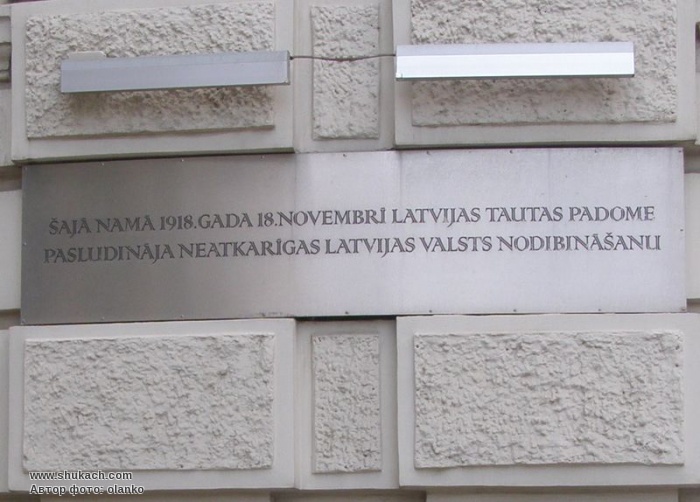 ŠAJĀ NAMĀ 1918.GADA 18.NOVEMBRĪ LATVIJAS TAUTAS PADOME
PASLUDINĀJA NEATKARĪGAS LATVIJAS VALSTS NODIBINĀŠANU
www.shukach.com
Автор фото: olanko